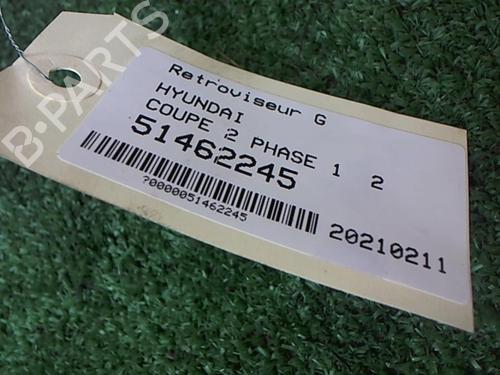 B-PARTS
Retroviseur G
HYUNDAI
COUPE 2 PHASE 1 2
51462245
?0000051462245
20210211